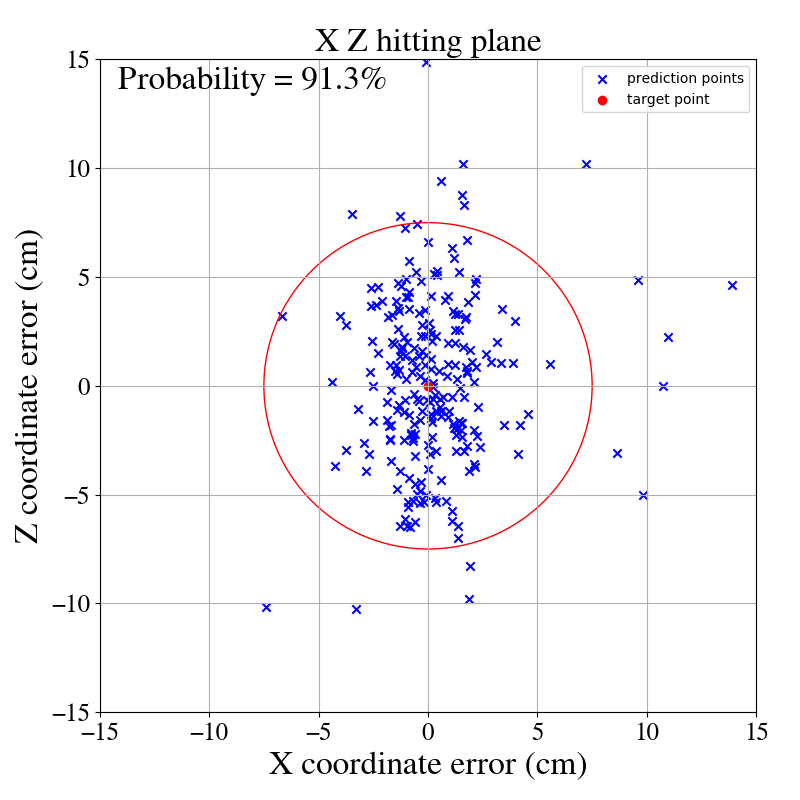 X Z hitting plane
Probability = 91.3%
prediction points
target point
15
10
5
0
−5
−10
−15
Z coordinate error (cm)
−15 −10 −5 0 5 10 15
X coordinate error (cm)